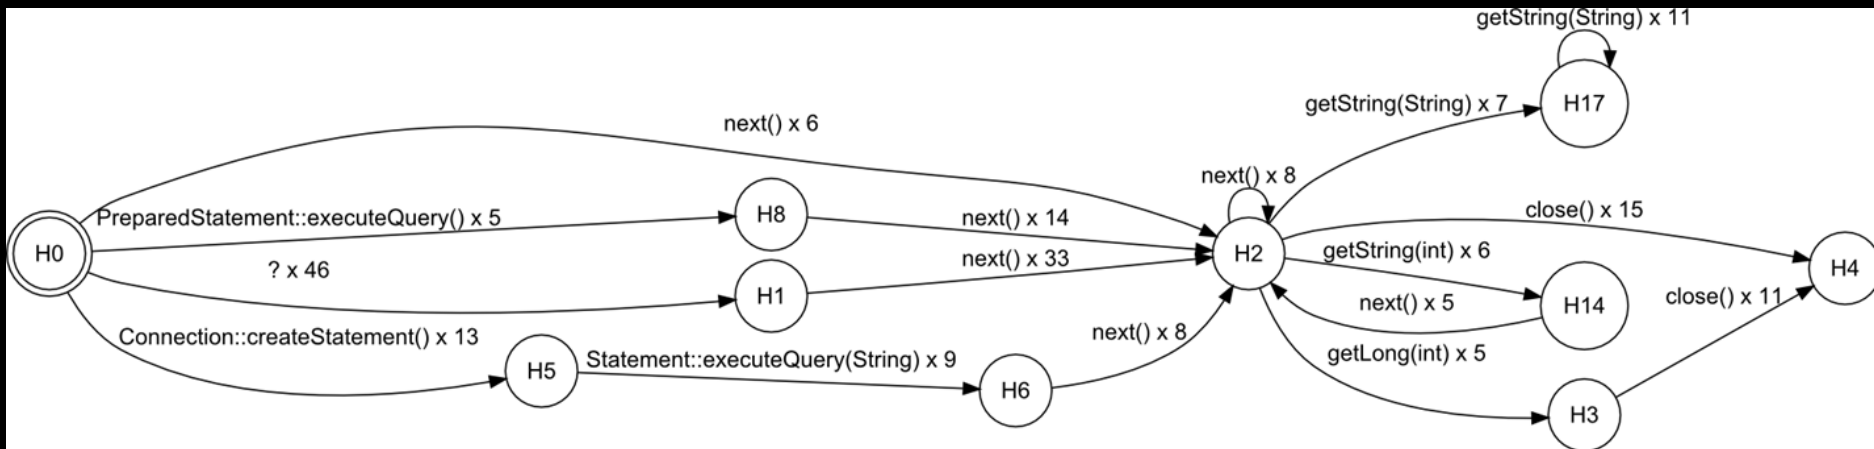 getString(String) x 11
H17
getString(String) x 7
next() x 6
next() x 8
PreparedStatement::executeQuery() x 5
H8
next() x 14
close() x 15
H0
H2
getString(int) x 6
? x 46
next() x 33
H4
H1
next() x 5
H14
close() x 11
Connection::createStatement() x 13
next() x 8
getLong(int) x 5
H5
Statement::executeQuery(String) x 9
H6
H3